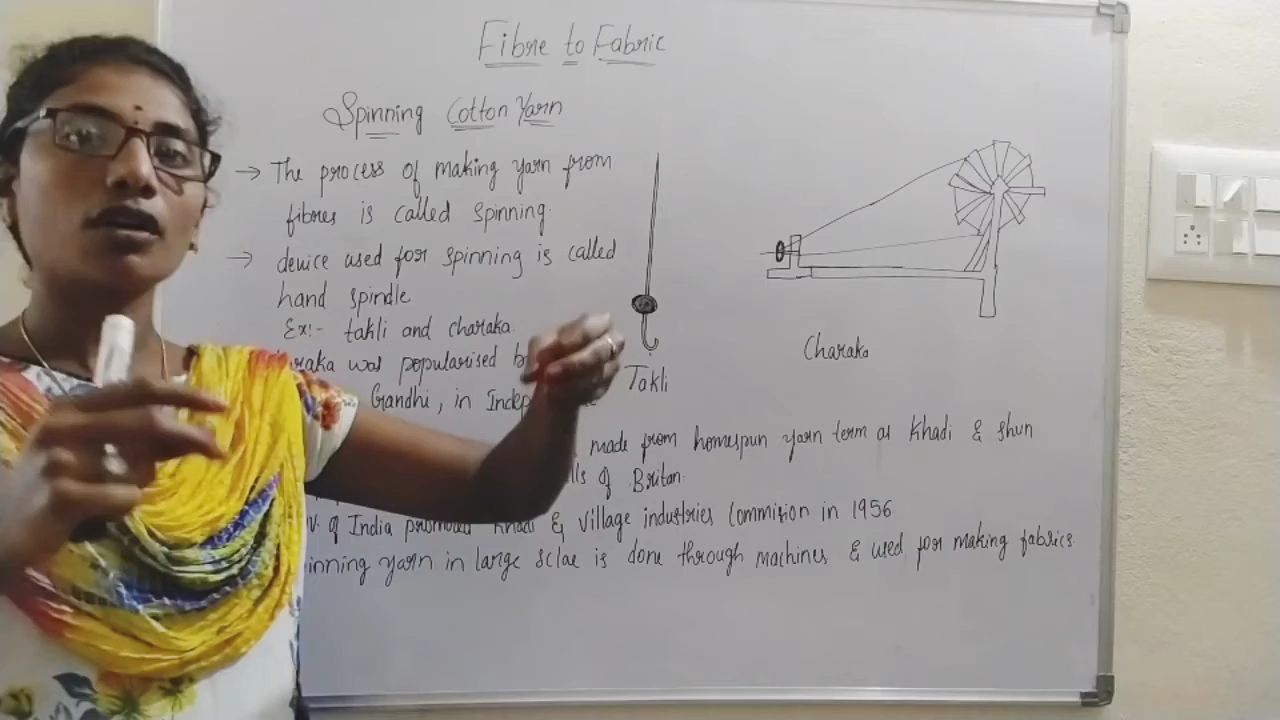 Fibre to Fabric
Spinning Cotton Yarn
→ The process of making yarn from
fibres is called spinning.
→ device used for spinning is called
hand spindle
Ex:- takli and charaka.
was popularised
Gandhi, in
Takli
Charaka
made from homespun yarn term as Khadi & shun
of Britan.
of India promoted Khadi & Village industries Commision in 1956
yarn in large sclae is done through machines & used for making fabrics